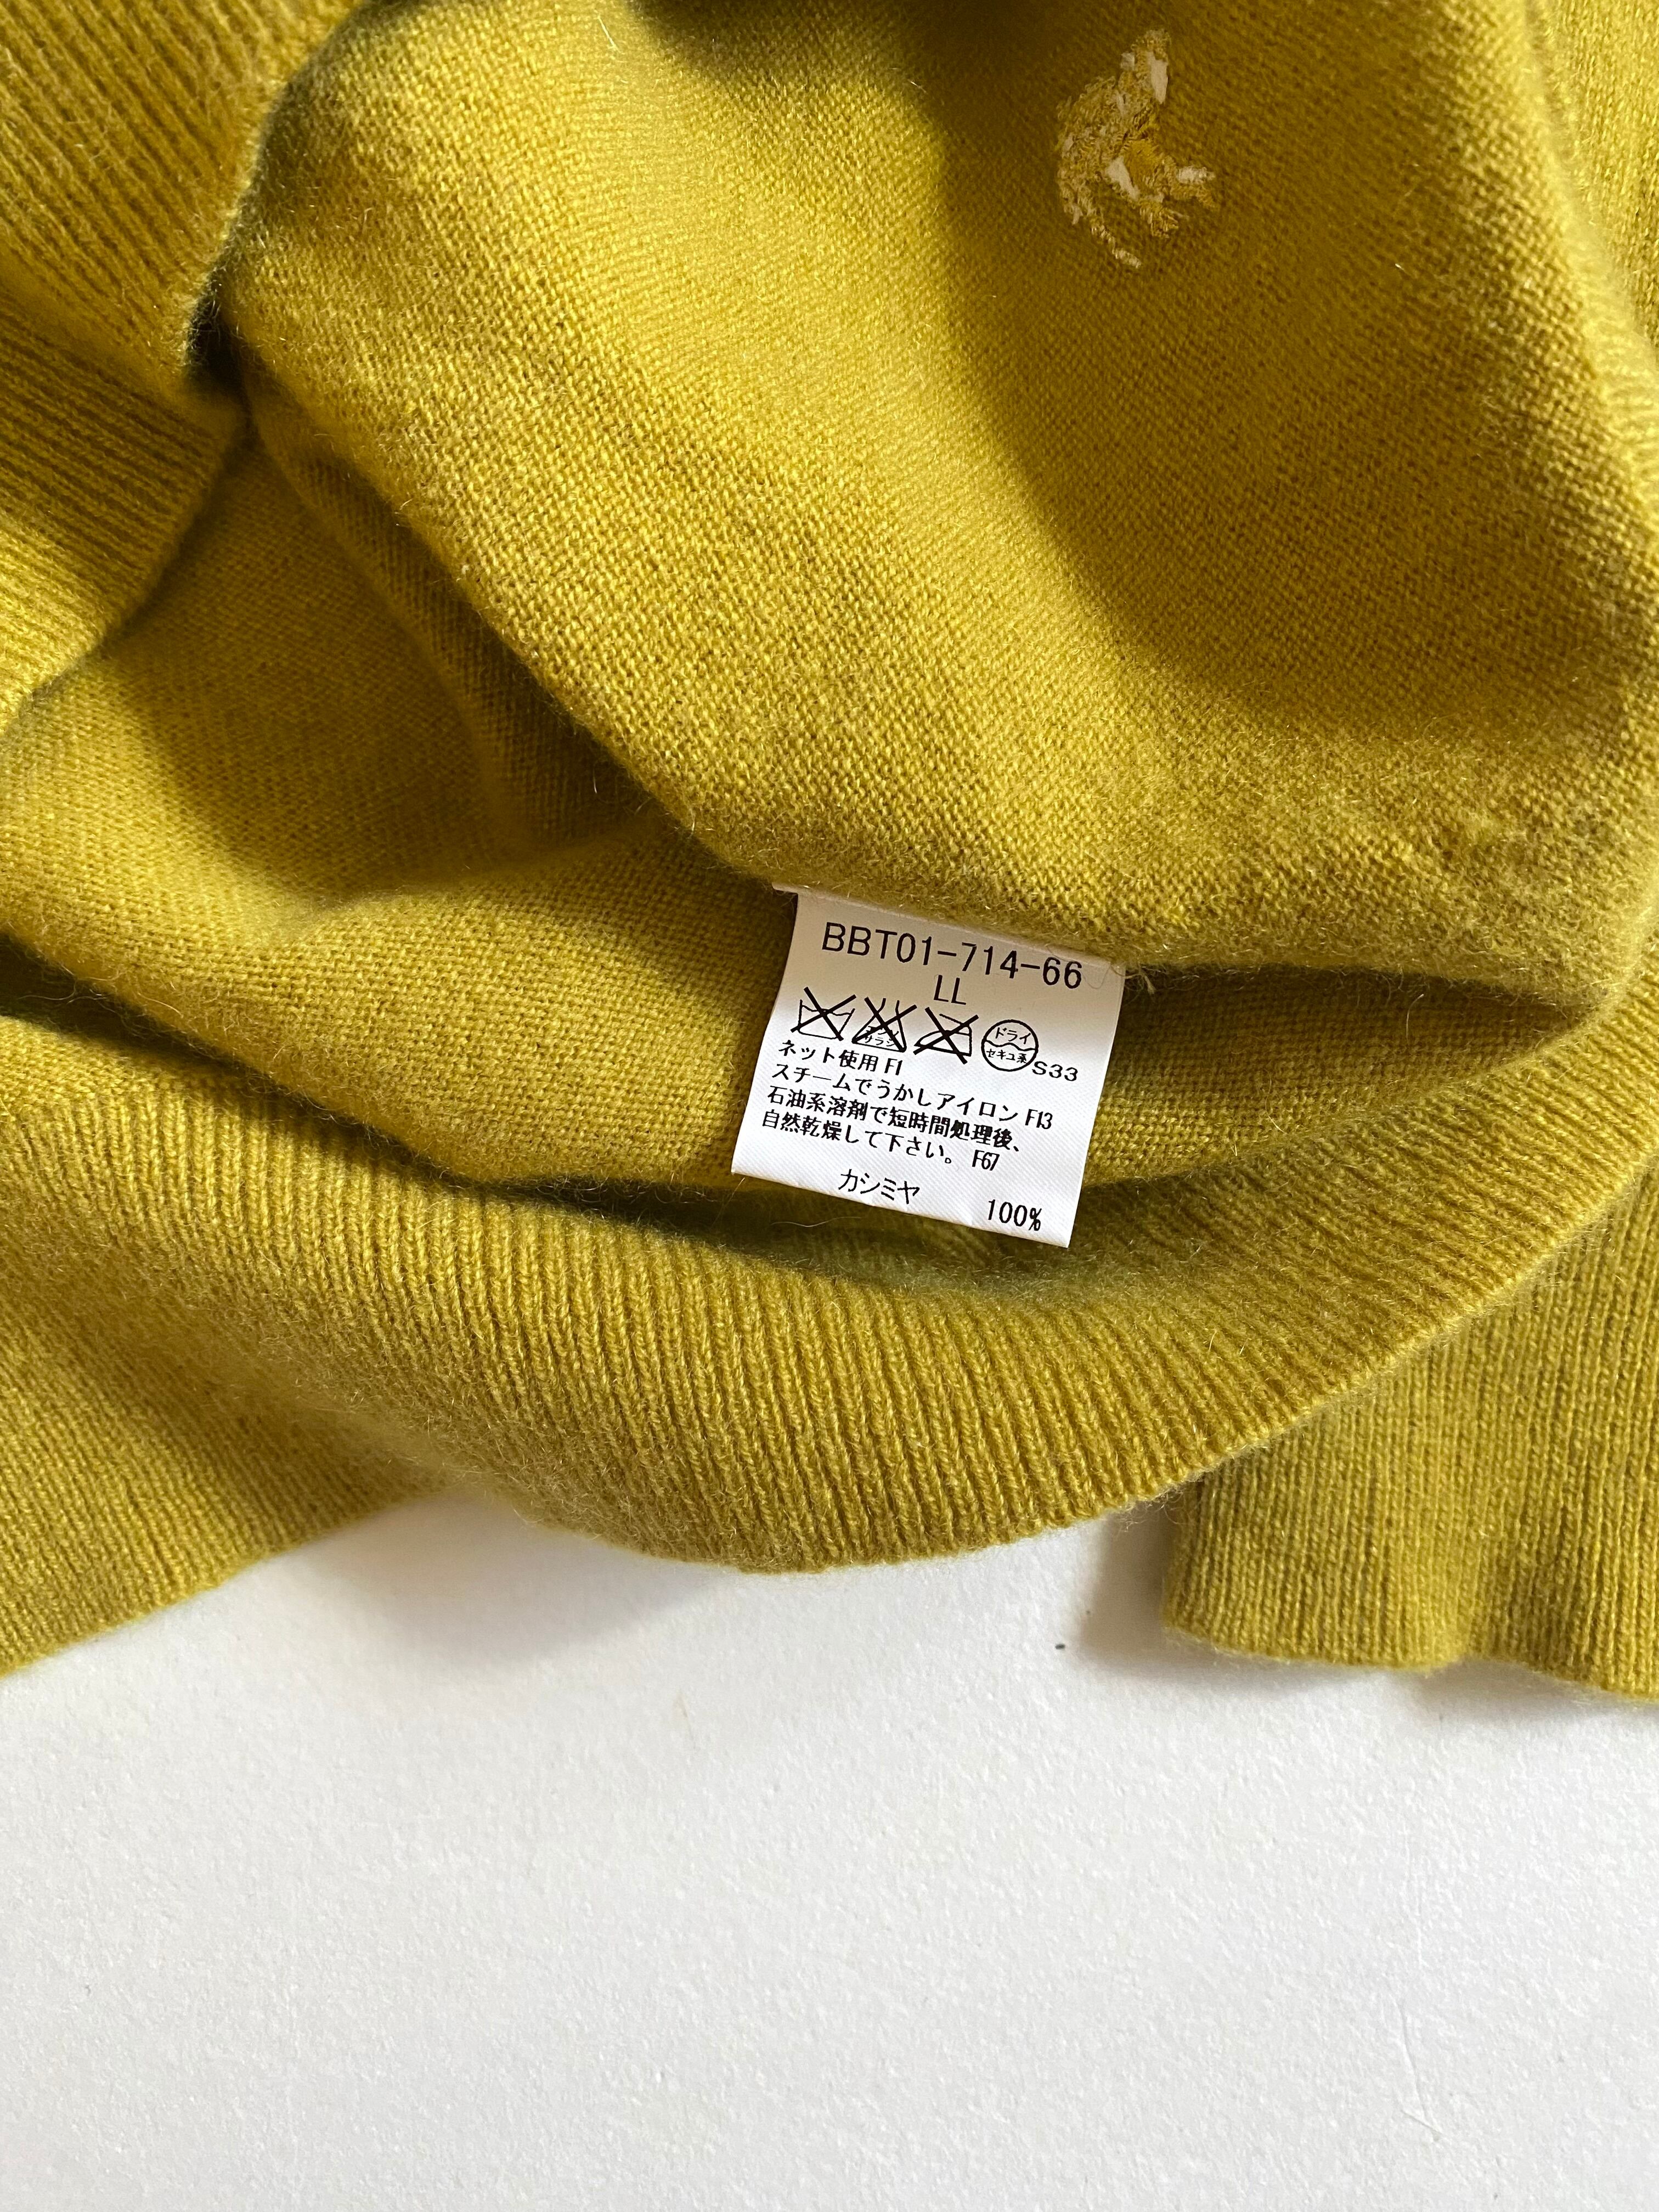 BBT01-714-66
LL
ドライ
セキユ系 S33
ネット使用 F1
スチームでうかしアイロン F13
石油系溶剤で短時間処理後、
自然乾燥して下さい。 F67
カシミヤ 100%